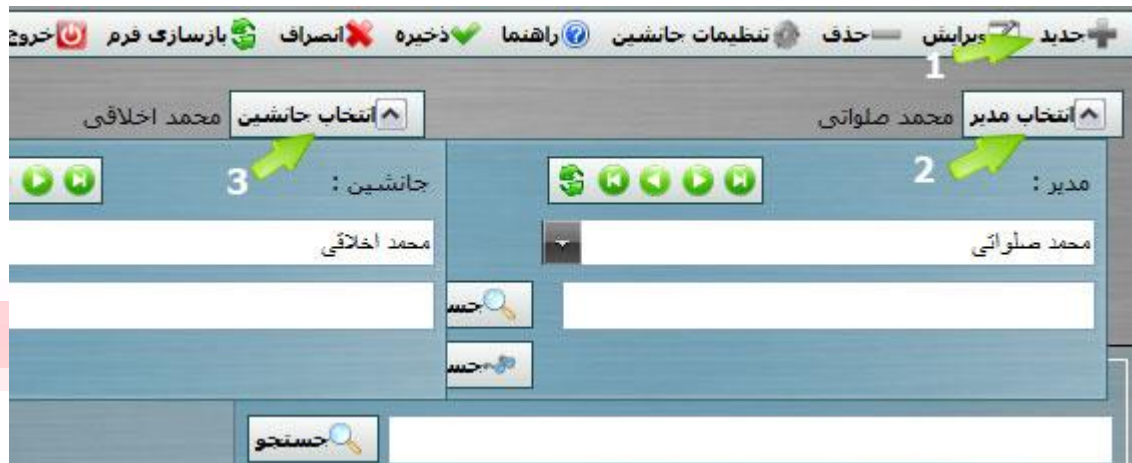 جدید ویرایش حذف تنظیمات جانشین راهنما ذخیره انصراف بازسازی فرم خروج
1
انتخاب مدیر محمد صلواتی انتخاب جانشین محمد اخلاقی
2 3
مدیر : جانشین :
محمد صلواتی محمد اخلاقی
جستجو